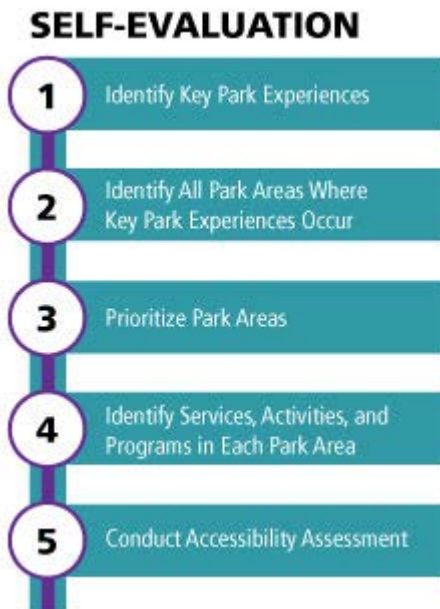 SELF-EVALUATION
1
Identify Key Park Experiences
2
Identify All Park Areas Where
Key Park Experiences Occur
3
Prioritize Park Areas
4
Identify Services, Activities, and
Programs in Each Park Area
5
Conduct Accessibility Assessment